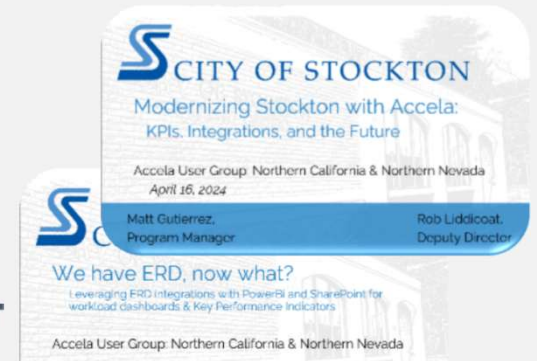 CITY OF STOCKTON
Modernizing Stockton with Accela:
KPIs, Integrations, and the Future
Accela User Group: Northern California & Northern Nevada
April 16, 2024
Matt Gutierrez,
Program Manager
Rob Liddicoat,
Deputy Director
C
We have ERD, now what?
Leveraging ERD Integrations with PowerBI and SharePoint for
workload dashboards & Key Performance Indicators
Accela User Group: Northern California & Northern Nevada